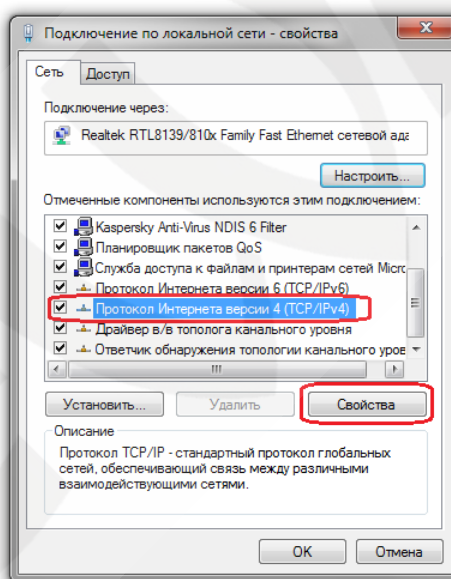 Подключение по локальной сети - свойства
Сеть Доступ
Подключение через:
Realtek RTL8139/810x Family Fast Ethernet сетевой ада
Настроить...
Отмеченные компоненты используются этим подключением:
Kaspersky Anti-Virus NDIS 6 Filter
Планировщик пакетов QoS
Служба доступа к файлам и принтерам сетей Micro
Протокол Интернета версии 6 (TCP/IPv6)
Протокол Интернета версии 4 (TCP/IPv4)
Драйвер в/в тополога канального уровня
Ответчик обнаружения топологии канального уров
Установить... Удалить Свойства
Описание
Протокол TCP/IP - стандартный протокол глобальных
сетей, обеспечивающий связь между различными
взаимодействующими сетями.
OK Отмена